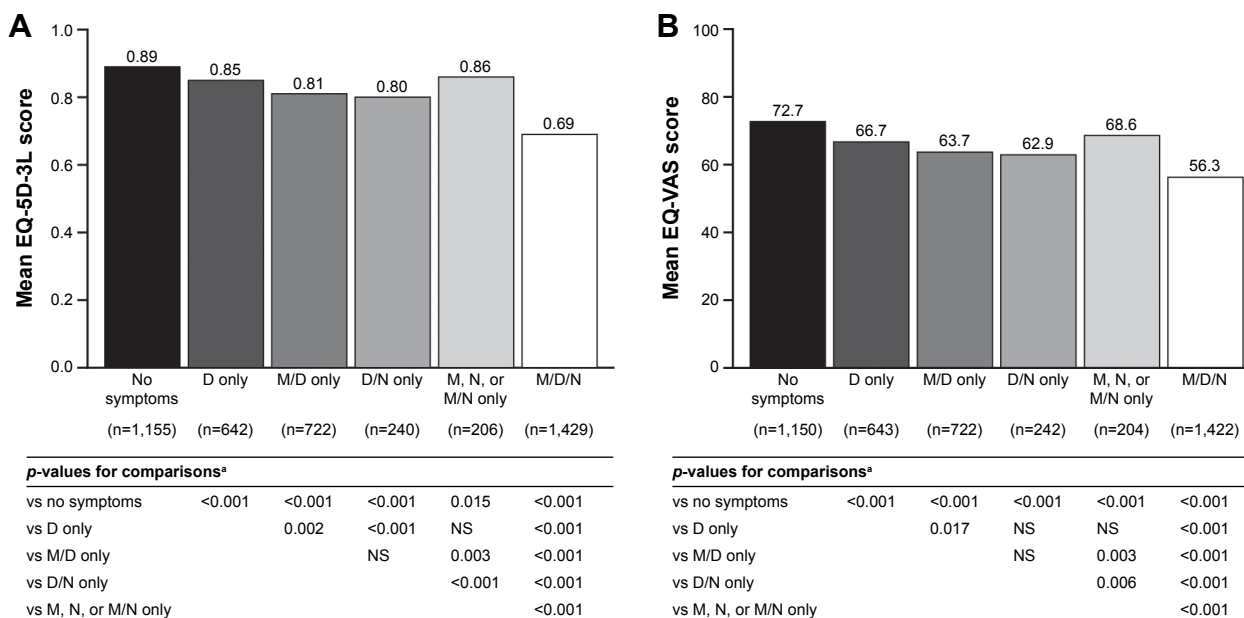 A
Mean EQ-5D-3L score
1.0
0.8
0.6
0.4
0.2
0.0
0.89
0.85
0.81
0.80
0.86
0.69
No symptoms
D only
M/D only
D/N only
M, N, or M/N only
M/D/N
(n=1,155) (n=642) (n=722) (n=240) (n=206) (n=1,429)
p-values for comparisonsª
vs no symptoms <0.001 <0.001 <0.001 0.015 <0.001
vs D only 0.002 <0.001 NS <0.001
vs M/D only NS 0.003 <0.001
vs D/N only <0.001 <0.001
vs M, N, or M/N only <0.001
B
Mean EQ-VAS score
100
80
60
40
20
0
72.7
66.7
63.7
62.9
68.6
56.3
No symptoms
D only
M/D only
D/N only
M, N, or M/N only
M/D/N
(n=1,150) (n=643) (n=722) (n=242) (n=204) (n=1,422)
p-values for comparisonsª
vs no symptoms <0.001 <0.001 <0.001 <0.001 <0.001
vs D only 0.017 NS NS <0.001
vs M/D only NS 0.003 <0.001
vs D/N only 0.006 <0.001
vs M, N, or M/N only <0.001